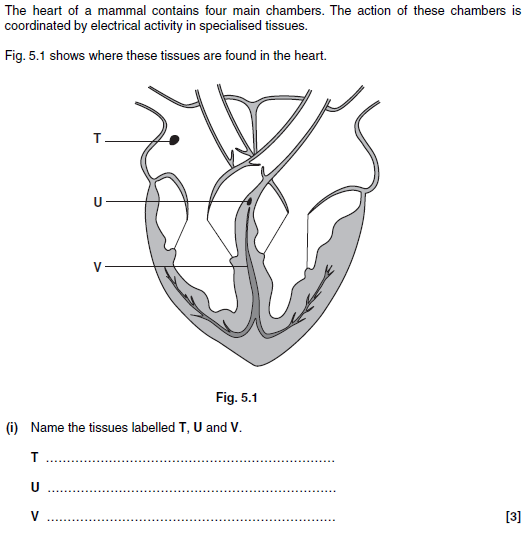 The heart of a mammal contains four main chambers. The action of these chambers is
coordinated by electrical activity in specialised tissues.
Fig. 5.1 shows where these tissues are found in the heart.
T
U
V
Fig. 5.1
(i) Name the tissues labelled T, U and V.
T ........................................................................
U ........................................................................
V ........................................................................ [3]